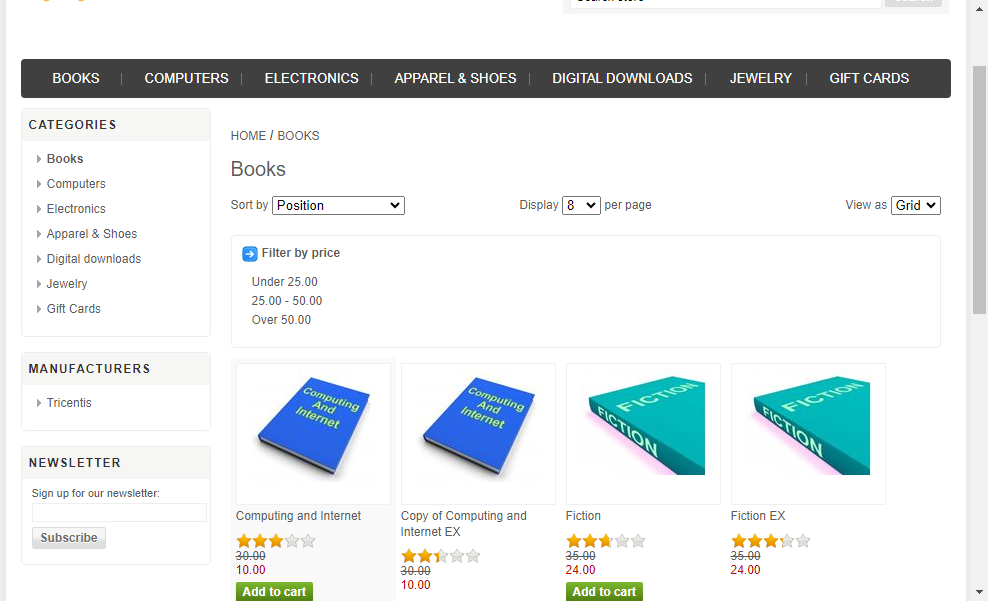 BOOKS COMPUTERS ELECTRONICS APPAREL & SHOES DIGITAL DOWNLOADS JEWELRY GIFT CARDS
CATEGORIES
Books
Computers
Electronics
Apparel & Shoes
Digital downloads
Jewelry
Gift Cards
MANUFACTURERS
Tricentis
NEWSLETTER
Sign up for our newsletter:
Subscribe
HOME / BOOKS
Books
Sort by Position Display 8 per page View as Grid
Filter by price
Under 25.00
25.00 - 50.00
Over 50.00
Computing
And
Internet
Computing and Internet
30.00
10.00
Add to cart
Computing
And
Internet
Copy of Computing and
Internet EX
30.00
10.00
FICTION
FICTION
Fiction
35.00
24.00
Add to cart
FICTION
FICTION
Fiction EX
35.00
24.00